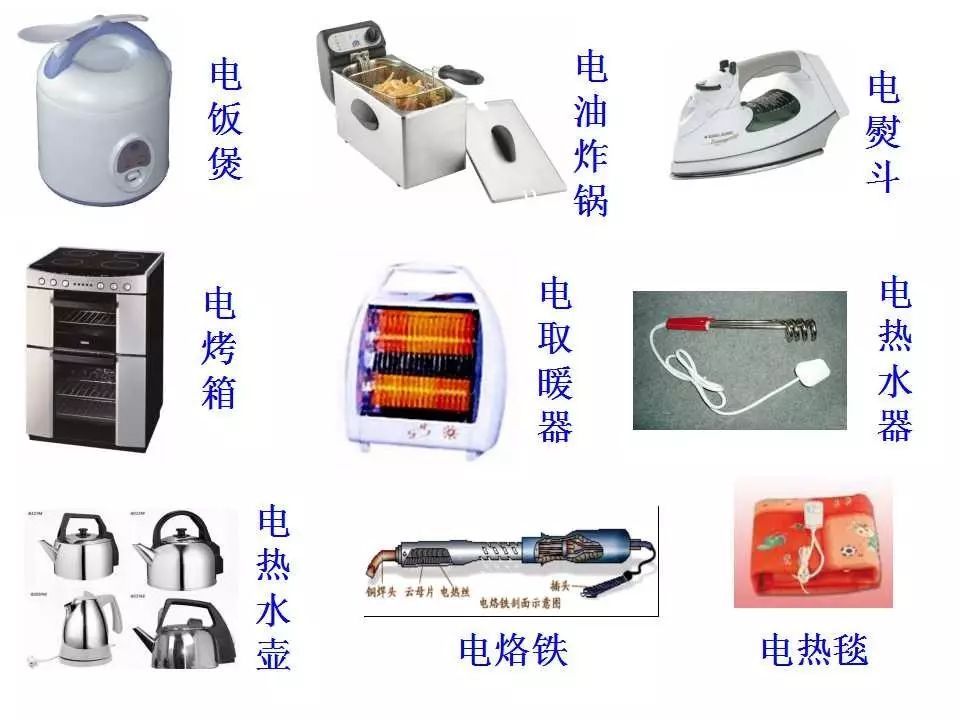 电饭煲
电油炸锅
电熨斗
电烤箱
电取暖器
电热水器
电热水壶
铜焊头 云母片 电热丝 插头
电烙铁剖面示意图
电烙铁
电热毯